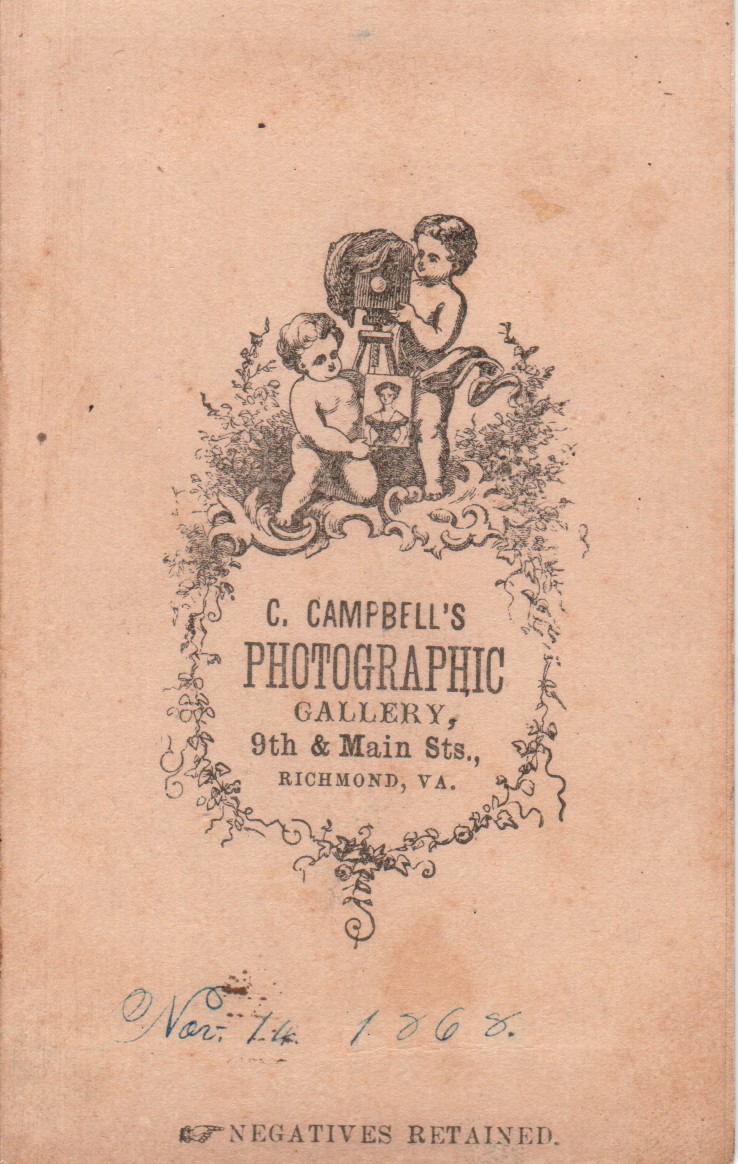 C. CAMPBELL'S
PHOTOGRAPHIC
GALLERY,
9th & Main Sts.,
RICHMOND, VA.
Nov. 14. 1868.
☞ NEGATIVES RETAINED.